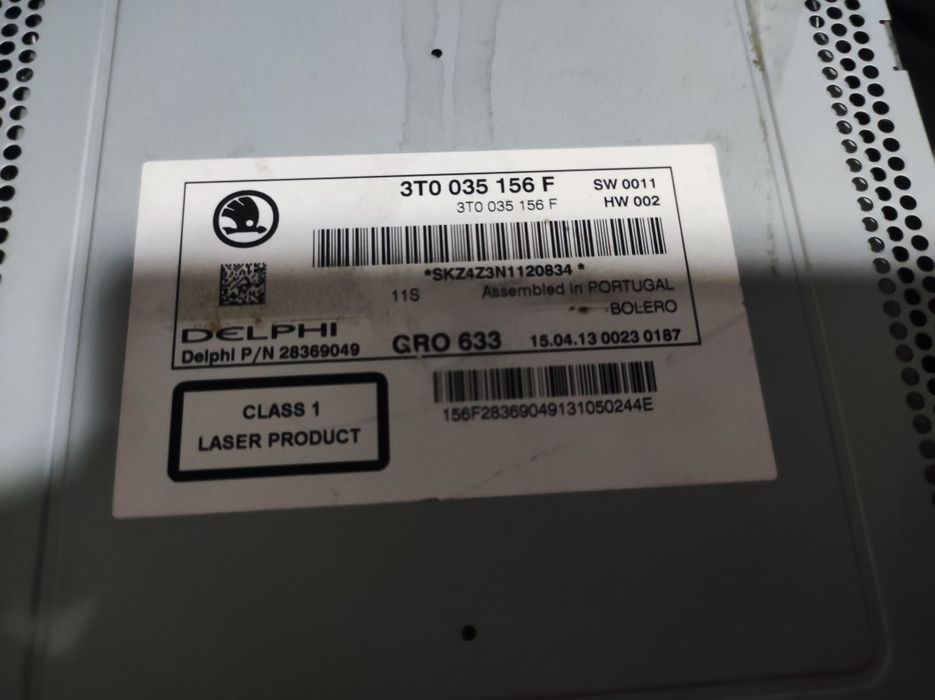 3T0 035 156 F SW 0011
3T0 035 156 F HW 002
*SKZ4Z3N1120834*
11S Assembled in PORTUGAL
BOLERO
DELPHI
Delphi P/N 28369049 GRO 633 15.04.13 0023 0187
CLASS 1
LASER PRODUCT
156F28369049131050244E